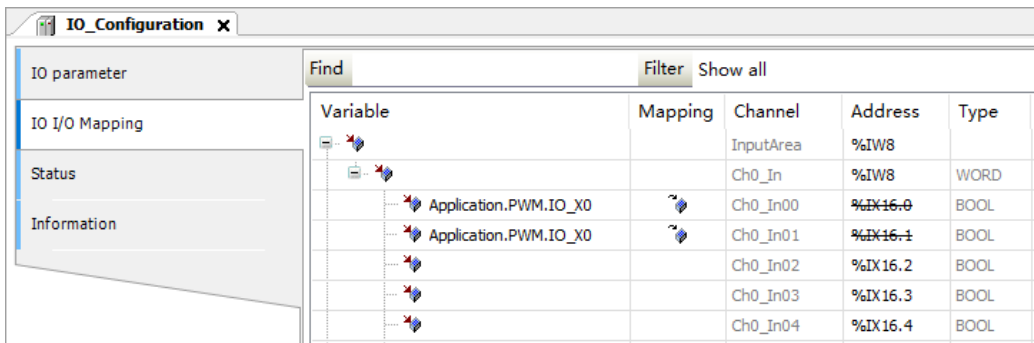 IO_Configuration X
IO parameter
IO I/O Mapping
Status
Information
Find Filter Show all
Variable Mapping Channel Address Type
InputArea %IW8
Ch0_In %IW8 WORD
Application.PWM.IO_X0 Ch0_In00 %IX16.0 BOOL
Application.PWM.IO_X0 Ch0_In01 %IX16.1 BOOL
Ch0_In02 %IX16.2 BOOL
Ch0_In03 %IX16.3 BOOL
Ch0_In04 %IX16.4 BOOL